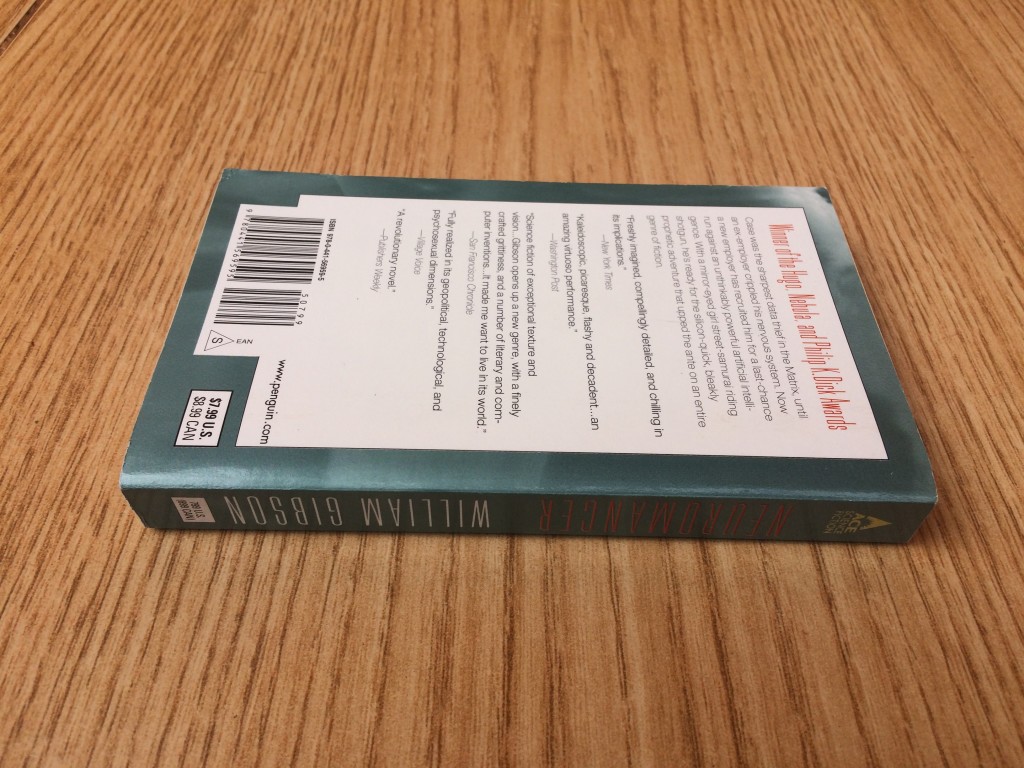 Winner of the Hugo, Nebula, and Philip K. Dick Awards
Case was the sharpest data thief in the Matrix, until
an ex-employer crippled his nervous system. Now
a new employer has recruited him for a last-chance
run against an unthinkably powerful artificial intelli-
gence. With a mirror-eyed girl street-samurai riding
shotgun, he's ready for the silicon-quick, bleakly
prophetic adventure that upped the ante on an entire
genre of fiction.
"Freshly imagined, compellingly detailed, and chilling in
its implications."
—New York Times
"Kaleidoscopic, picaresque, flashy and decadent...an
amazing virtuoso performance."
—Washington Post
"Science fiction of exceptional texture and
vision...Gibson opens up a new genre, with a finely
crafted grittiness, and a number of literary and com-
puter inventions...It made me want to live in its world."
—San Francisco Chronicle
"Fully realized in its geopolitical, technological, and
psychosexual dimensions."
—Village Voice
"A revolutionary novel."
—Publishers Weekly
www.penguin.com
ISBN 978-0-441-56959-5
50799
9 780441 569595
S
EAN
$7.99 U.S.
$8.99 CAN
ACE
SCIENCE
FICTION
NEUROMANCER
WILLIAM GIBSON